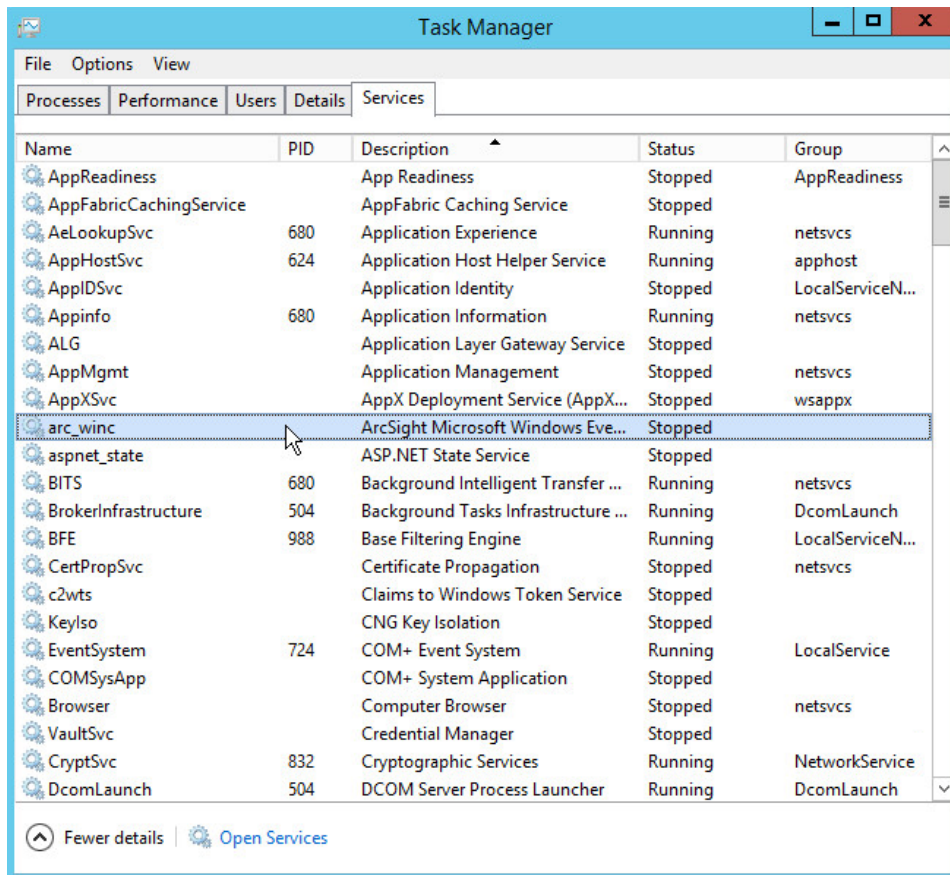 Task Manager
File Options View
Processes Performance Users Details Services
Name PID Description Status Group
AppReadiness App Readiness Stopped AppReadiness
AppFabricCachingService AppFabric Caching Service Stopped
AeLookupSvc 680 Application Experience Running netsvcs
AppHostSvc 624 Application Host Helper Service Running apphost
AppIDSvc Application Identity Stopped LocalServiceN...
Appinfo 680 Application Information Running netsvcs
ALG Application Layer Gateway Service Stopped
AppMgmt Application Management Stopped netsvcs
AppXSvc AppX Deployment Service (AppX... Stopped wsappx
arc_winc ArcSight Microsoft Windows Eve... Stopped
aspnet_state ASP.NET State Service Stopped
BITS 680 Background Intelligent Transfer ... Running netsvcs
BrokerInfrastructure 504 Background Tasks Infrastructure ... Running DcomLaunch
BFE 988 Base Filtering Engine Running LocalServiceN...
CertPropSvc Certificate Propagation Stopped netsvcs
c2wts Claims to Windows Token Service Stopped
KeyIso CNG Key Isolation Stopped
EventSystem 724 COM+ Event System Running LocalService
COMSysApp COM+ System Application Stopped
Browser Computer Browser Stopped netsvcs
VaultSvc Credential Manager Stopped
CryptSvc 832 Cryptographic Services Running NetworkService
DcomLaunch 504 DCOM Server Process Launcher Running DcomLaunch
Fewer details Open Services